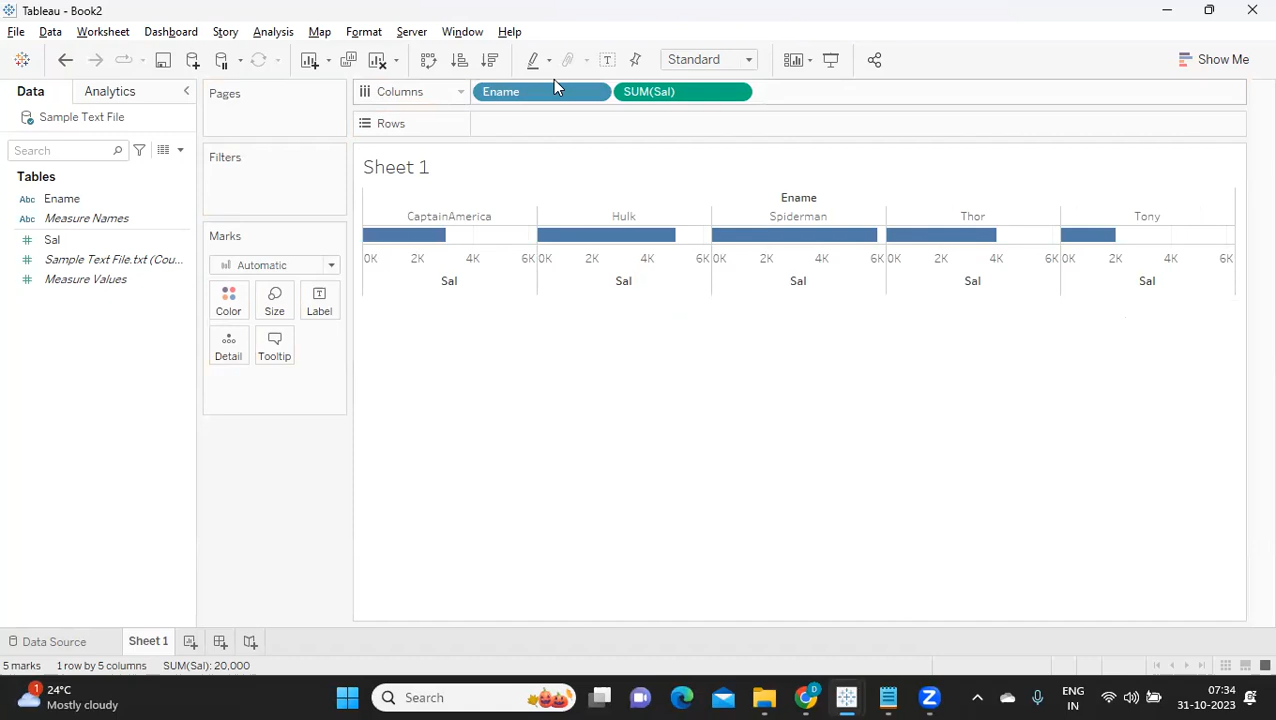 Tableau - Book2
File Data Worksheet Dashboard Story Analysis Map Format Server Window Help
Standard
Show Me
Data Analytics
Sample Text File
Search
Tables
Abc Ename
Abc Measure Names
Sal
Sample Text File.txt (Cou...
Measure Values
Pages
Filters
Marks
Automatic
Color Size Label
Detail Tooltip
Columns Ename SUM(Sal)
Rows
Sheet 1
Ename
CaptainAmerica Hulk Spiderman Thor Tony
0K 2K 4K 6K 0K 2K 4K 6K 0K 2K 4K 6K 0K 2K 4K 6K 0K 2K 4K 6K
Sal Sal Sal Sal Sal
Data Source Sheet 1
5 marks 1 row by 5 columns SUM(Sal): 20,000
1 24°C
Mostly cloudy
Search
D
ENG
IN
07:34
31-10-2023